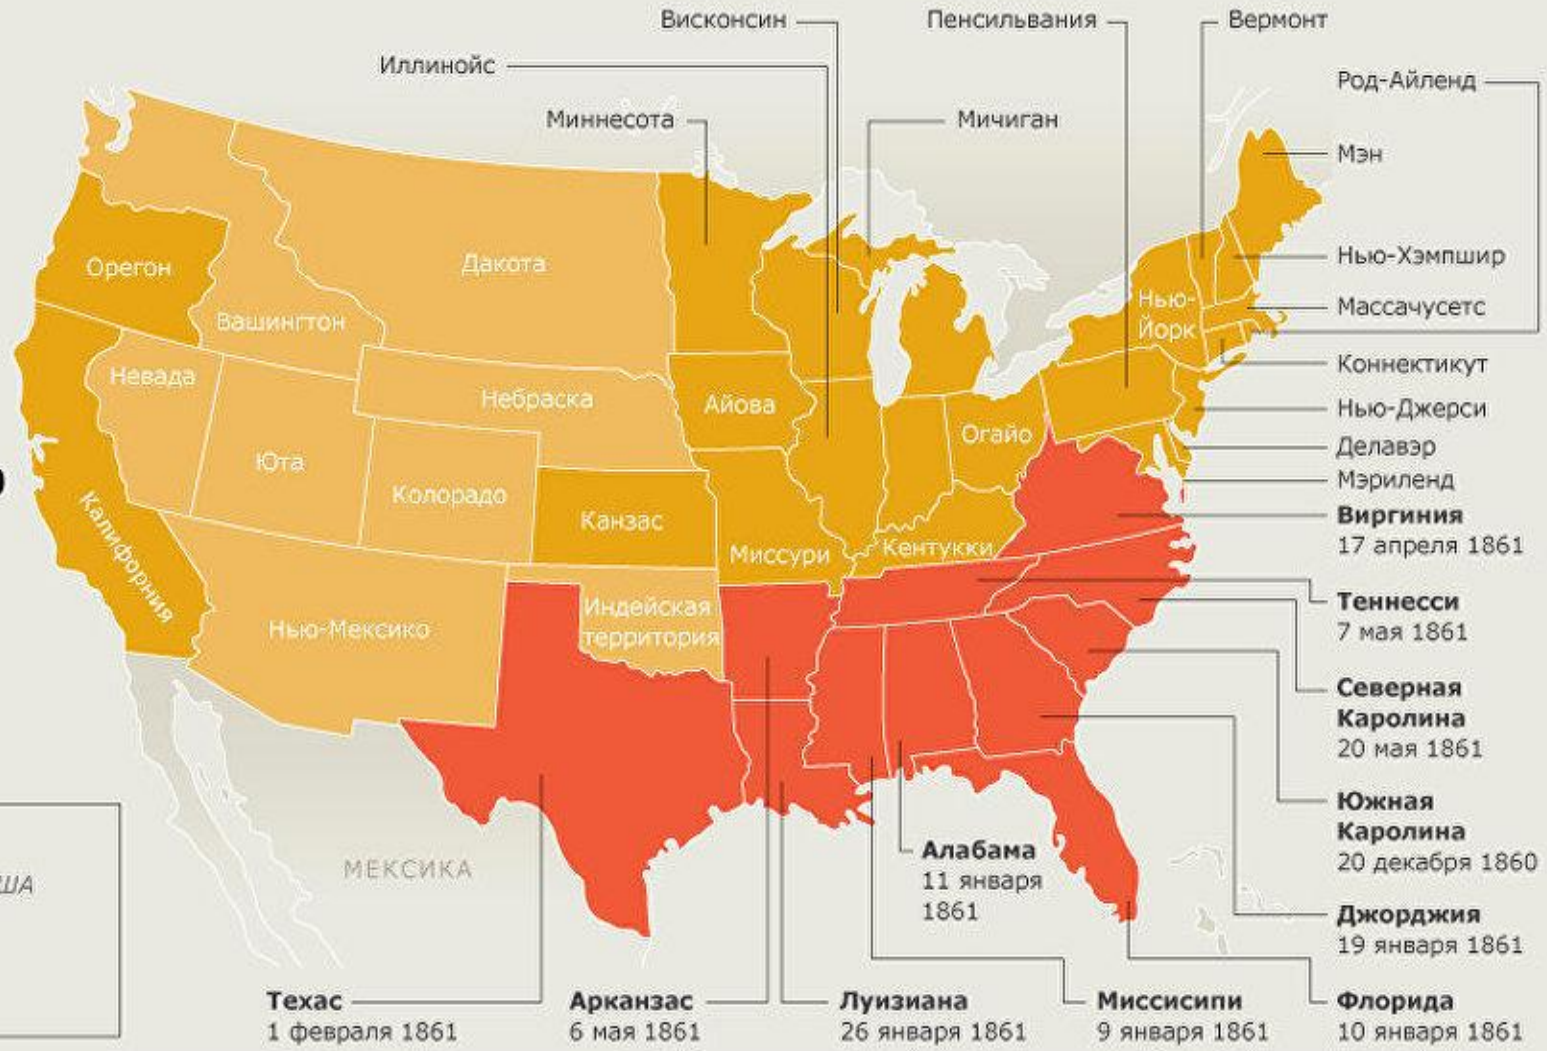 Висконсин
Пенсильвания
Вермонт
Иллинойс
Род-Айленд
Миннесота
Мичиган
Мэн
Орегон
Дакота
Нью-Хэмпшир
Нью-
Йорк
Массачусетс
Вашингтон
Коннектикут
Невада
Небраска
Айова
Нью-Джерси
Огайо
Делавэр
Юта
Мэриленд
Колорадо
Калифорния
Канзас
Виргиния
17 апреля 1861
Миссури
Кентукки
Индейская
территория
Теннесси
7 мая 1861
Нью-Мексико
Северная
Каролина
20 мая 1861
Южная
Каролина
20 декабря 1860
Алабама
11 января
1861
МЕКСИКА
ША
Джорджия
19 января 1861
Техас
1 февраля 1861
Арканзас
6 мая 1861
Луизиана
26 января 1861
Миссисипи
9 января 1861
Флорида
10 января 1861